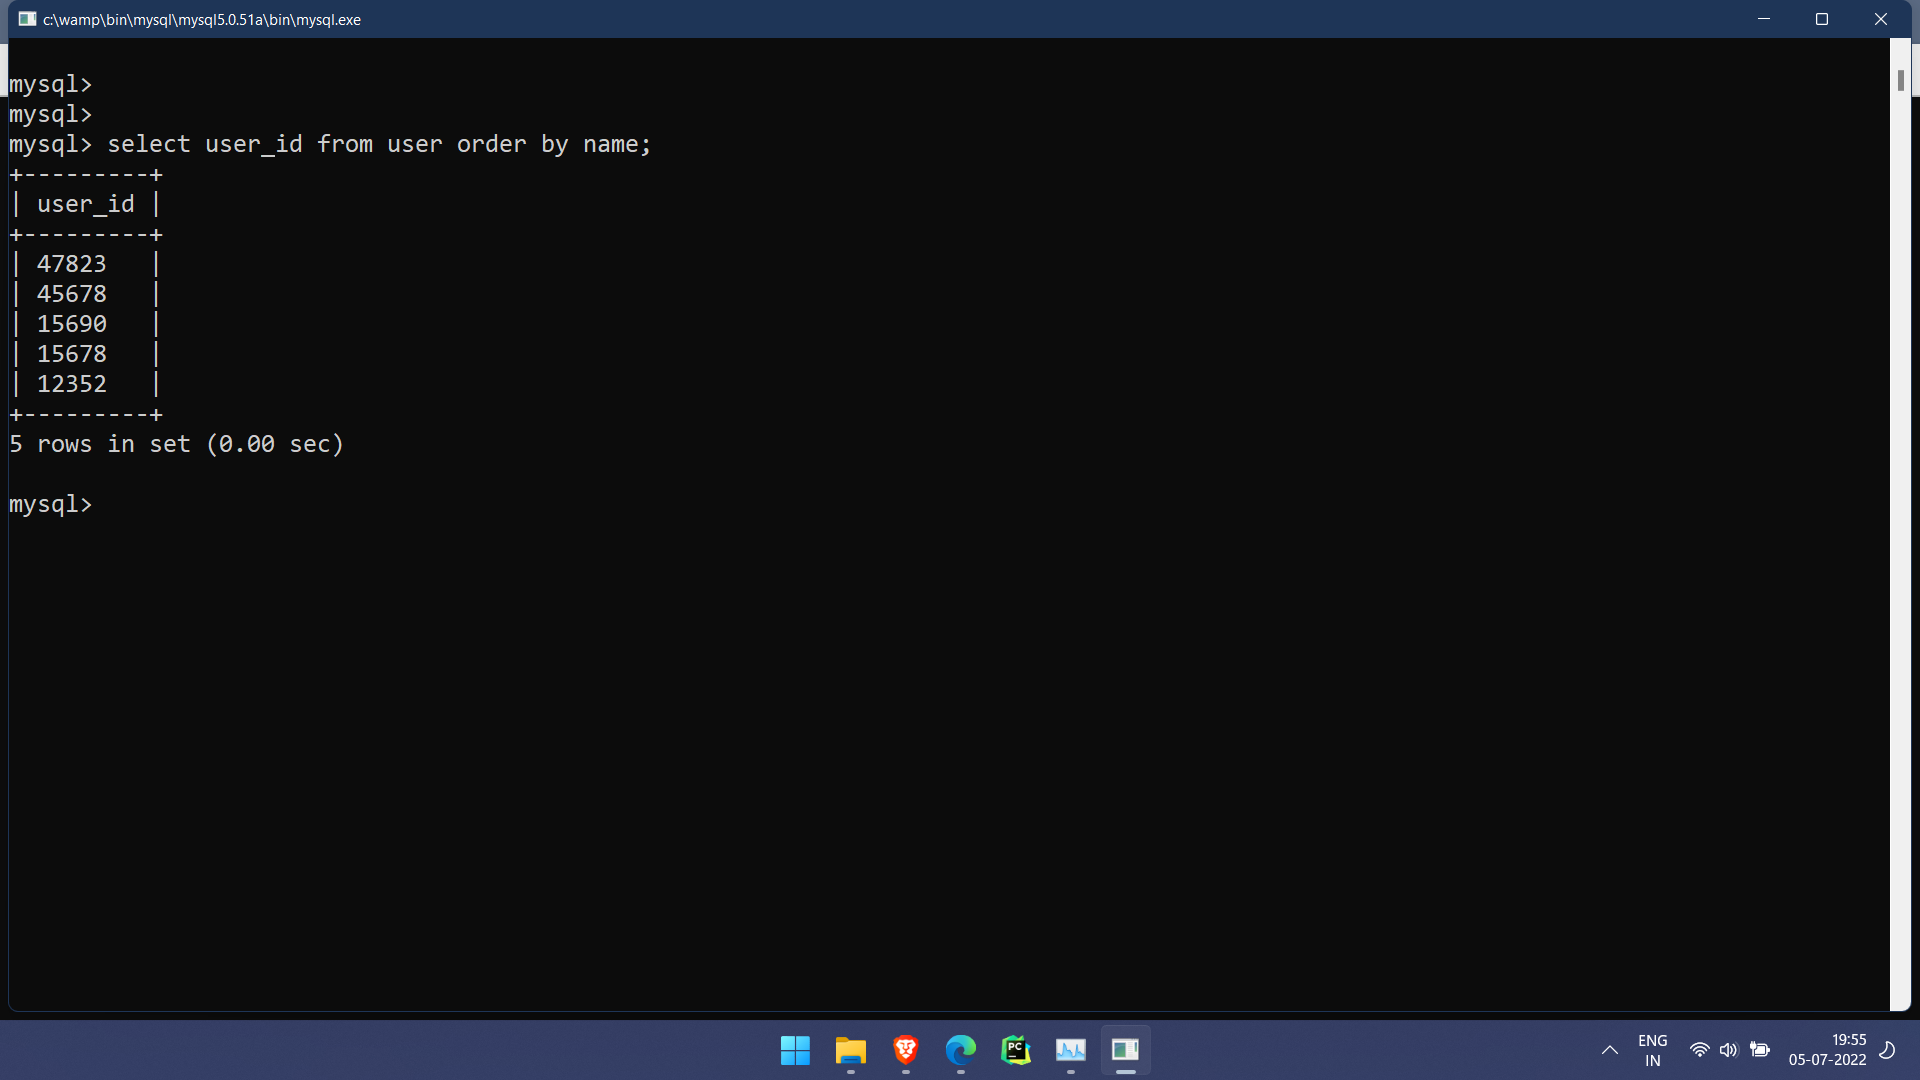 c:\wamp\bin\mysql\mysql5.0.51a\bin\mysql.exe
mysql>
mysql>
mysql> select user_id from user order by name;
+---------+
| user_id |
+---------+
| 47823   |
| 45678   |
| 15690   |
| 15678   |
| 12352   |
+---------+
5 rows in set (0.00 sec)
mysql>
PC
ENG
IN
19:55
05-07-2022